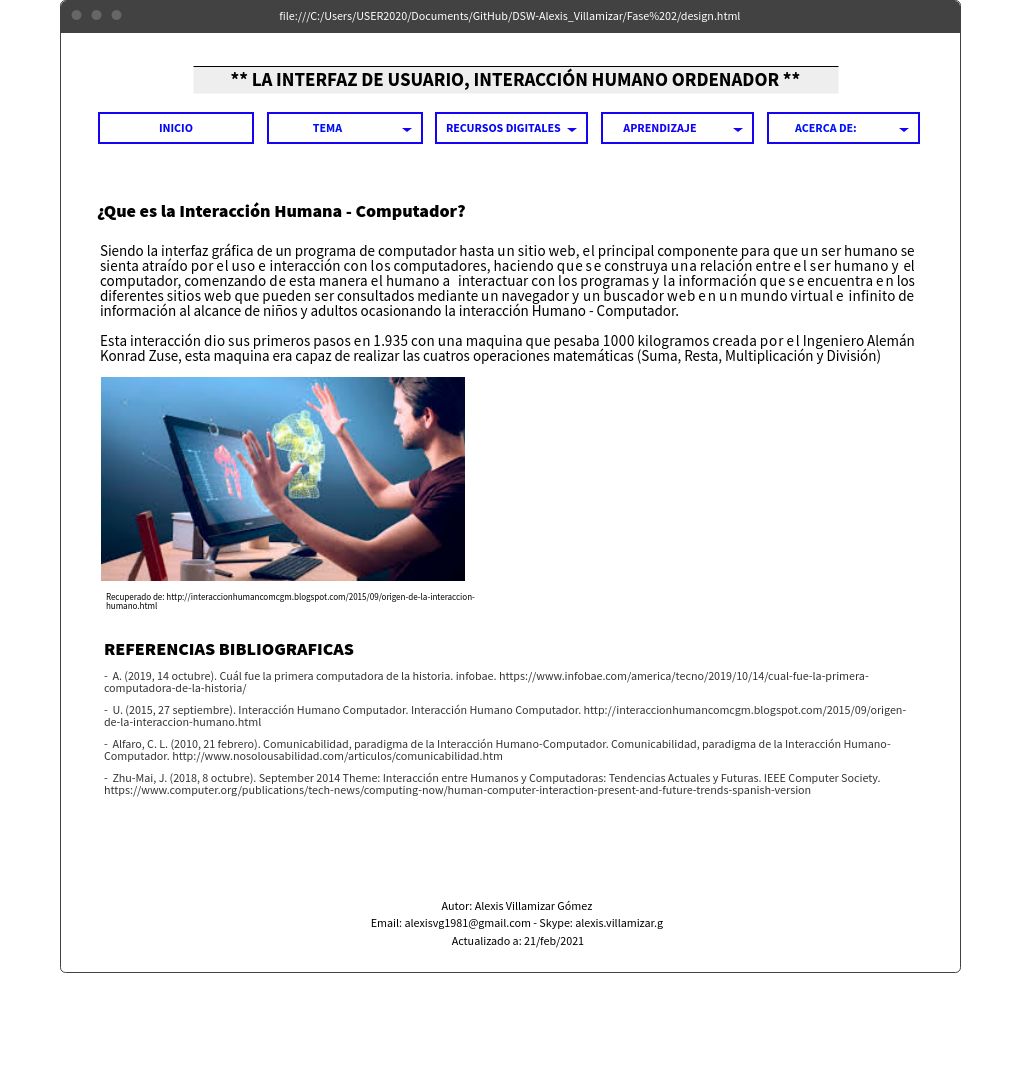 file:///C:/Users/USER2020/Documents/GitHub/DSW-Alexis_Villamizar/Fase%202/design.html
** LA INTERFAZ DE USUARIO, INTERACCIÓN HUMANO ORDENADOR **
INICIO TEMA RECURSOS DIGITALES APRENDIZAJE ACERCA DE:
¿Que es la Interacción Humana - Computador?
Siendo la interfaz gráfica de un programa de computador hasta un sitio web, el principal componente para que un ser humano se
sienta atraído por el uso e interacción con los computadores, haciendo que se construya una relación entre el ser humano y el
computador, comenzando de esta manera el humano a interactuar con los programas y la información que se encuentra en los
diferentes sitios web que pueden ser consultados mediante un navegador y un buscador web en un mundo virtual e infinito de
información al alcance de niños y adultos ocasionando la interacción Humano - Computador.
Esta interacción dio sus primeros pasos en 1.935 con una maquina que pesaba 1000 kilogramos creada por el Ingeniero Alemán
Konrad Zuse, esta maquina era capaz de realizar las cuatros operaciones matemáticas (Suma, Resta, Multiplicación y División)
Recuperado de: http://interaccionhumancomcgm.blogspot.com/2015/09/origen-de-la-interaccion-
humano.html
REFERENCIAS BIBLIOGRAFICAS
- A. (2019, 14 octubre). Cuál fue la primera computadora de la historia. infobae. https://www.infobae.com/america/tecno/2019/10/14/cual-fue-la-primera-
computadora-de-la-historia/
- U. (2015, 27 septiembre). Interacción Humano Computador. Interacción Humano Computador. http://interaccionhumancomcgm.blogspot.com/2015/09/origen-
de-la-interaccion-humano.html
- Alfaro, C. L. (2010, 21 febrero). Comunicabilidad, paradigma de la Interacción Humano-Computador. Comunicabilidad, paradigma de la Interacción Humano-
Computador. http://www.nosolousabilidad.com/articulos/comunicabilidad.htm
- Zhu-Mai, J. (2018, 8 octubre). September 2014 Theme: Interacción entre Humanos y Computadoras: Tendencias Actuales y Futuras. IEEE Computer Society.
https://www.computer.org/publications/tech-news/computing-now/human-computer-interaction-present-and-future-trends-spanish-version
Autor: Alexis Villamizar Gómez
Email: alexisvg1981@gmail.com - Skype: alexis.villamizar.g
Actualizado a: 21/feb/2021